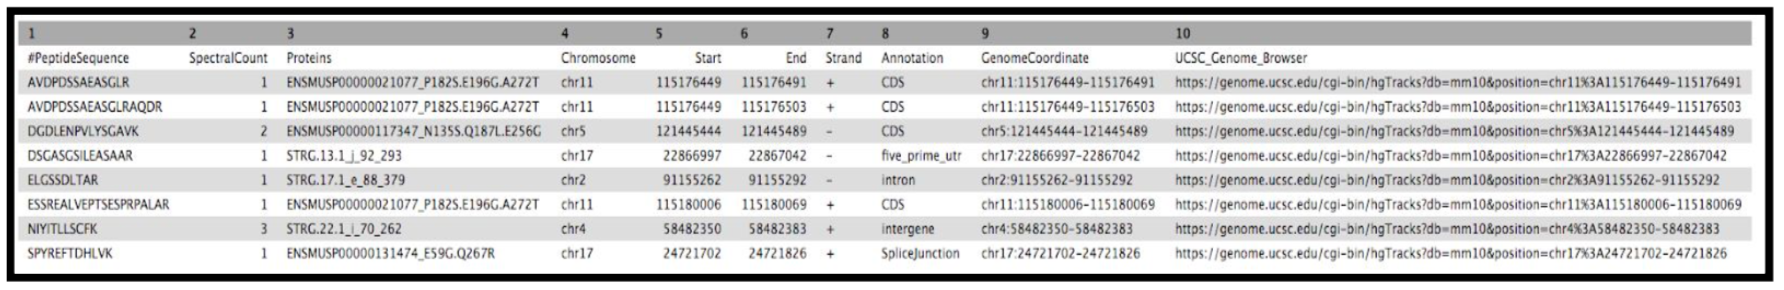 1 2 3 4 5 6 7 8 9 10
#PeptideSequence SpectralCount Proteins Chromosome Start End Strand Annotation GenomeCoordinate UCSC_Genome_Browser
AVDPDSSAEASGLR 1 ENSMUSP00000021077_P182S.E196G.A272T chr11 115176449 115176491 + CDS chr11:115176449-115176491 https://genome.ucsc.edu/cgi-bin/hgTracks?db=mm10&position=chr11%3A115176449-115176491
AVDPDSSAEASGLRAQDR 1 ENSMUSP00000021077_P182S.E196G.A272T chr11 115176449 115176503 + CDS chr11:115176449-115176503 https://genome.ucsc.edu/cgi-bin/hgTracks?db=mm10&position=chr11%3A115176449-115176503
DGDLENPVLYSGAVK 2 ENSMUSP00000117347_N135S.Q187L.E256G chr5 121445444 121445489 - CDS chr5:121445444-121445489 https://genome.ucsc.edu/cgi-bin/hgTracks?db=mm10&position=chr5%3A121445444-121445489
DSGASGSILEASAAR 1 STRG.13.1_j_92_293 chr17 22866997 22867042 - five_prime_utr chr17:22866997-22867042 https://genome.ucsc.edu/cgi-bin/hgTracks?db=mm10&position=chr17%3A22866997-22867042
ELGSSDLTAR 1 STRG.17.1_e_88_379 chr2 91155262 91155292 - intron chr2:91155262-91155292 https://genome.ucsc.edu/cgi-bin/hgTracks?db=mm10&position=chr2%3A91155262-91155292
ESSREALVEPTSESPRPALAR 1 ENSMUSP00000021077_P182S.E196G.A272T chr11 115180006 115180069 + CDS chr11:115180006-115180069 https://genome.ucsc.edu/cgi-bin/hgTracks?db=mm10&position=chr11%3A115180006-115180069
NIYITLLSCFK 3 STRG.22.1_i_70_262 chr4 58482350 58482383 + intergene chr4:58482350-58482383 https://genome.ucsc.edu/cgi-bin/hgTracks?db=mm10&position=chr4%3A58482350-58482383
SPYREFTDHLVK 1 ENSMUSP00000131474_E59G.Q267R chr17 24721702 24721826 + SpliceJunction chr17:24721702-24721826 https://genome.ucsc.edu/cgi-bin/hgTracks?db=mm10&position=chr17%3A24721702-24721826